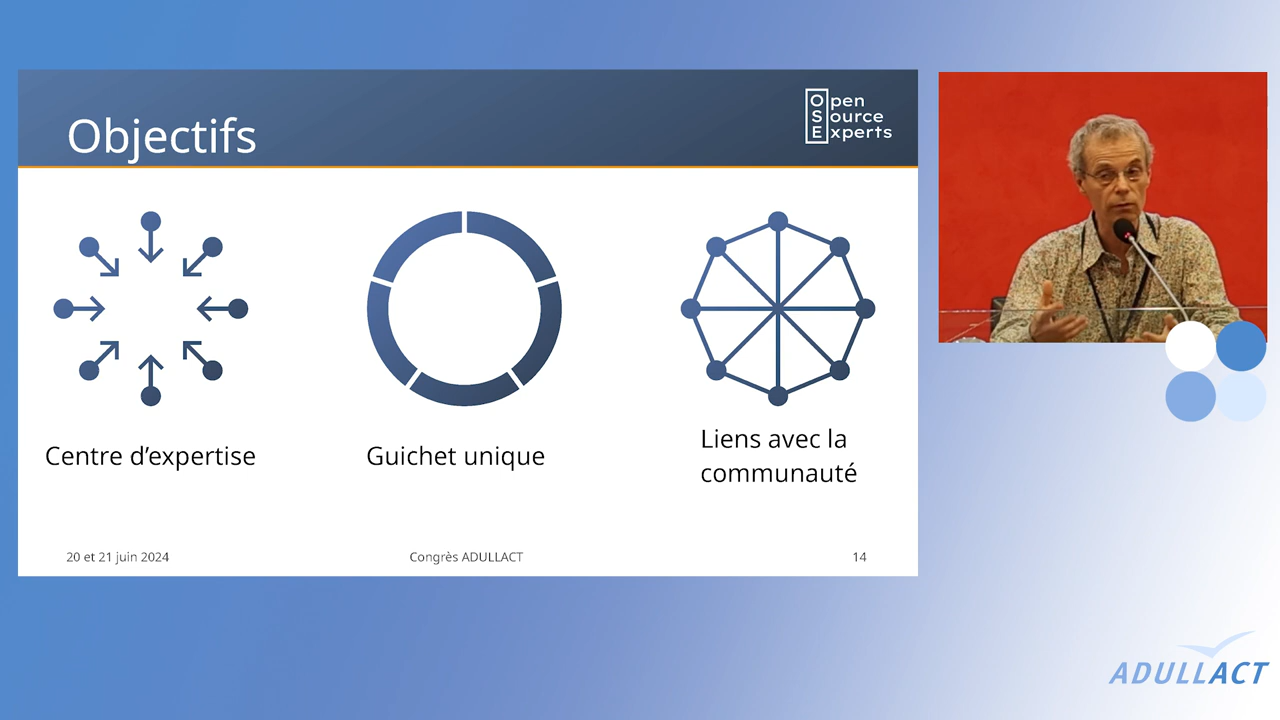 Objectifs
Open
Source
Experts
Centre d’expertise
Guichet unique
Liens avec la
communauté
20 et 21 juin 2024
Congrès ADULLACT
14
ADULLACT